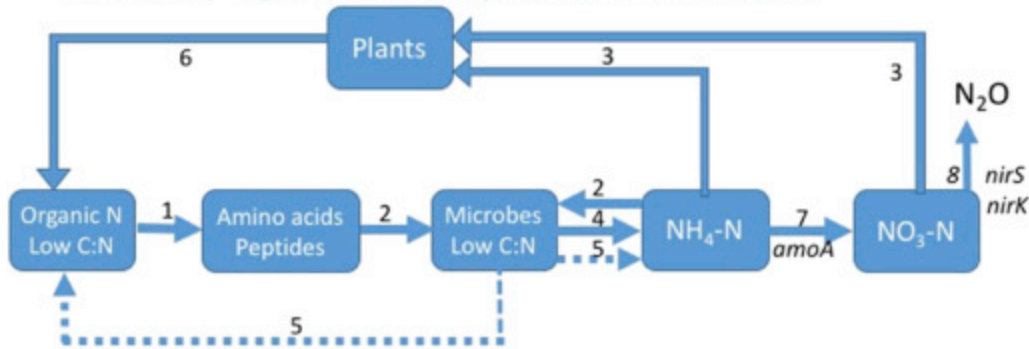 Plants
6
3
3
N₂O
8 nirS
nirK
Organic N
Low C:N
1
Amino acids
Peptides
2
Microbes
Low C:N
2
4
5
NH₄-N
7
amoA
NO₃-N
5